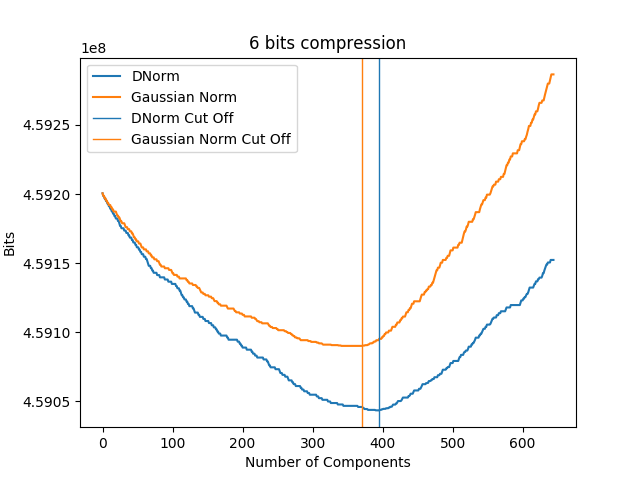 6 bits compression
1e8
DNorm
Gaussian Norm
DNorm Cut Off
Gaussian Norm Cut Off
4.5925
4.5920
4.5915
4.5910
4.5905
Bits
0 100 200 300 400 500 600
Number of Components